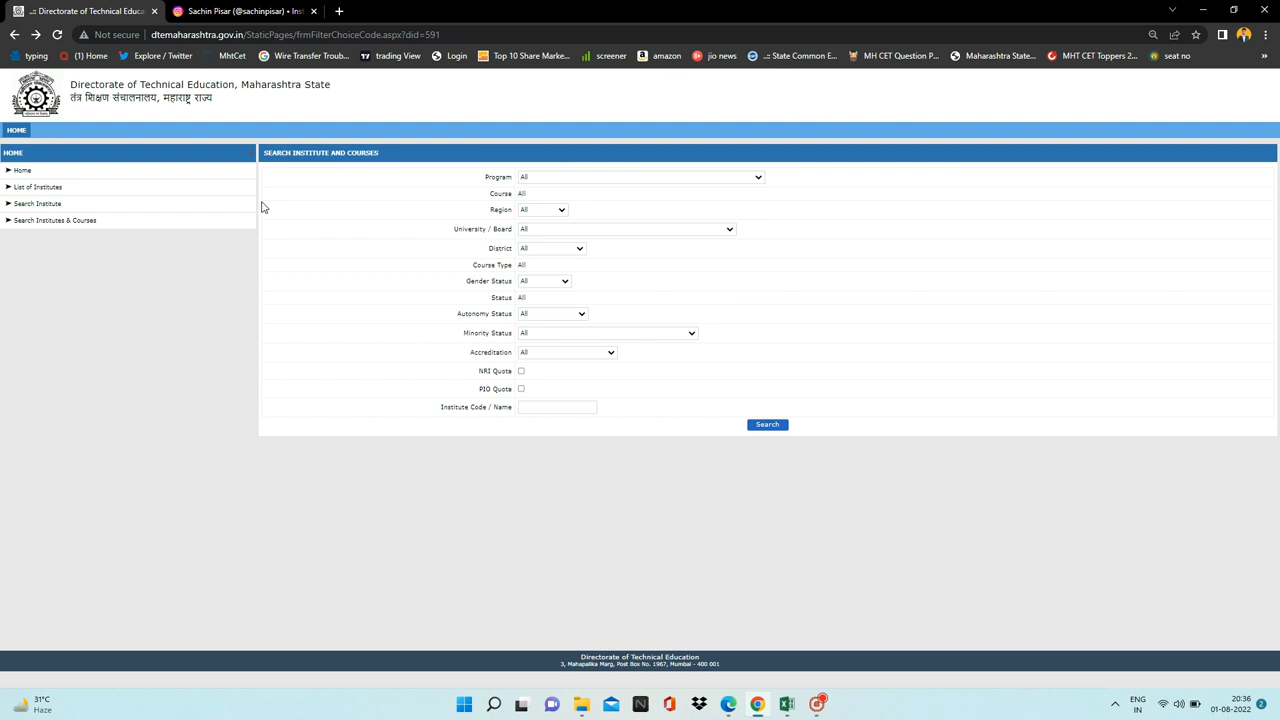 ..:: Directorate of Technical Educa
Sachin Pisar (@sachinpisar) • Ins
Not secure | dtemaharashtra.gov.in/StaticPages/frmFilterChoiceCode.aspx?did=591
typing
(1) Home
Explore / Twitter
MhtCet
Wire Transfer Troub...
trading View
Login
Top 10 Share Marke...
screener
amazon
jio news
..:: State Common E...
MH CET Question P...
Maharashtra State...
MHT CET Toppers 2...
seat no
Directorate of Technical Education, Maharashtra State
तंत्र शिक्षण संचालनालय, महाराष्ट्र राज्य
HOME
HOME
Home
List of Institutes
Search Institute
Search Institutes & Courses
SEARCH INSTITUTE AND COURSES
Program All
Course All
Region All
University / Board All
District All
Course Type All
Gender Status All
Status All
Autonomy Status All
Minority Status All
Accreditation All
NRI Quota
PIO Quota
Institute Code / Name
Search
Directorate of Technical Education
3, Mahapalika Marg, Post Box No. 1967, Mumbai - 400 001
31°C
Haze
ENG
IN
20:36
01-08-2022
2